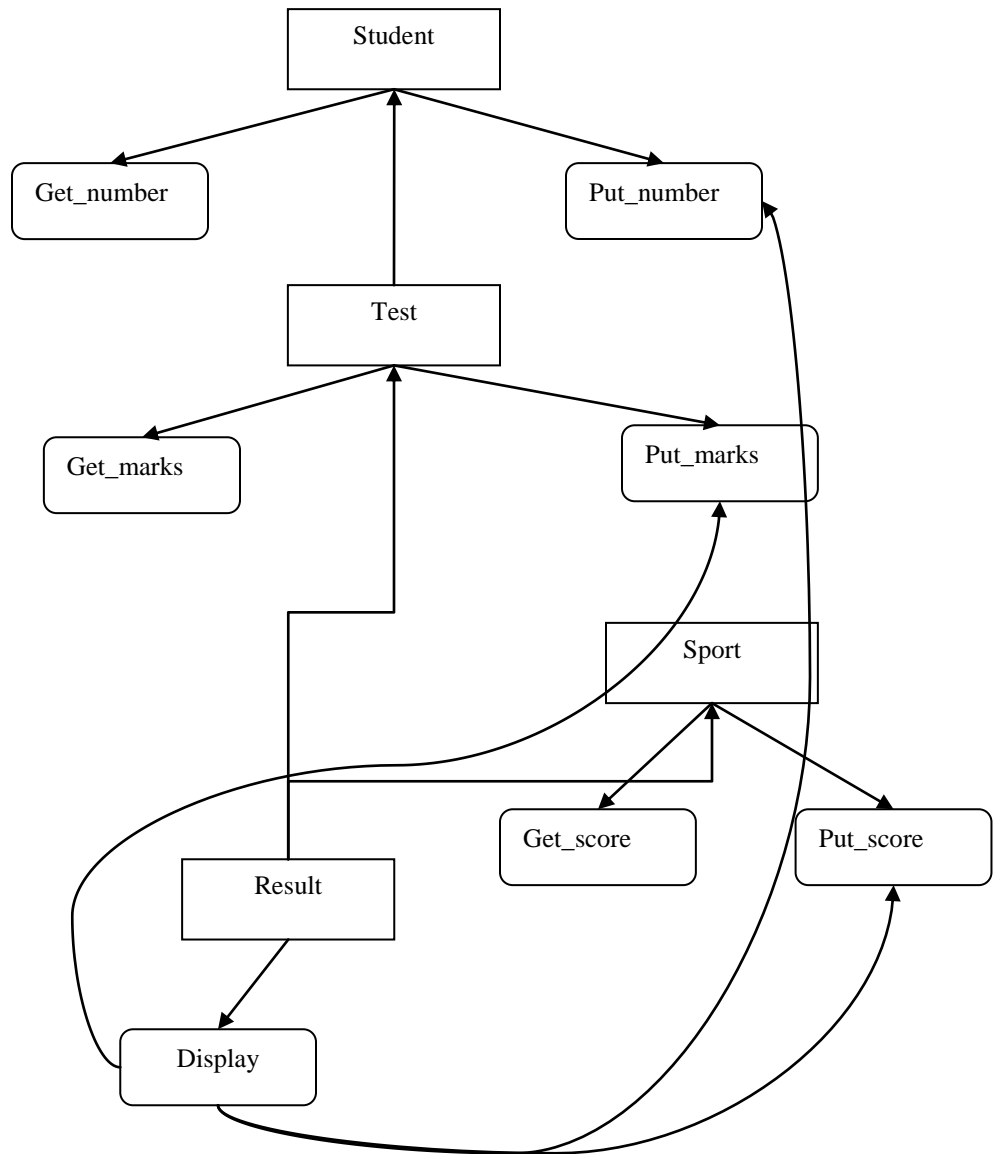 Student
Get_number
Put_number
Test
Get_marks
Put_marks
Sport
Get_score
Put_score
Result
Display